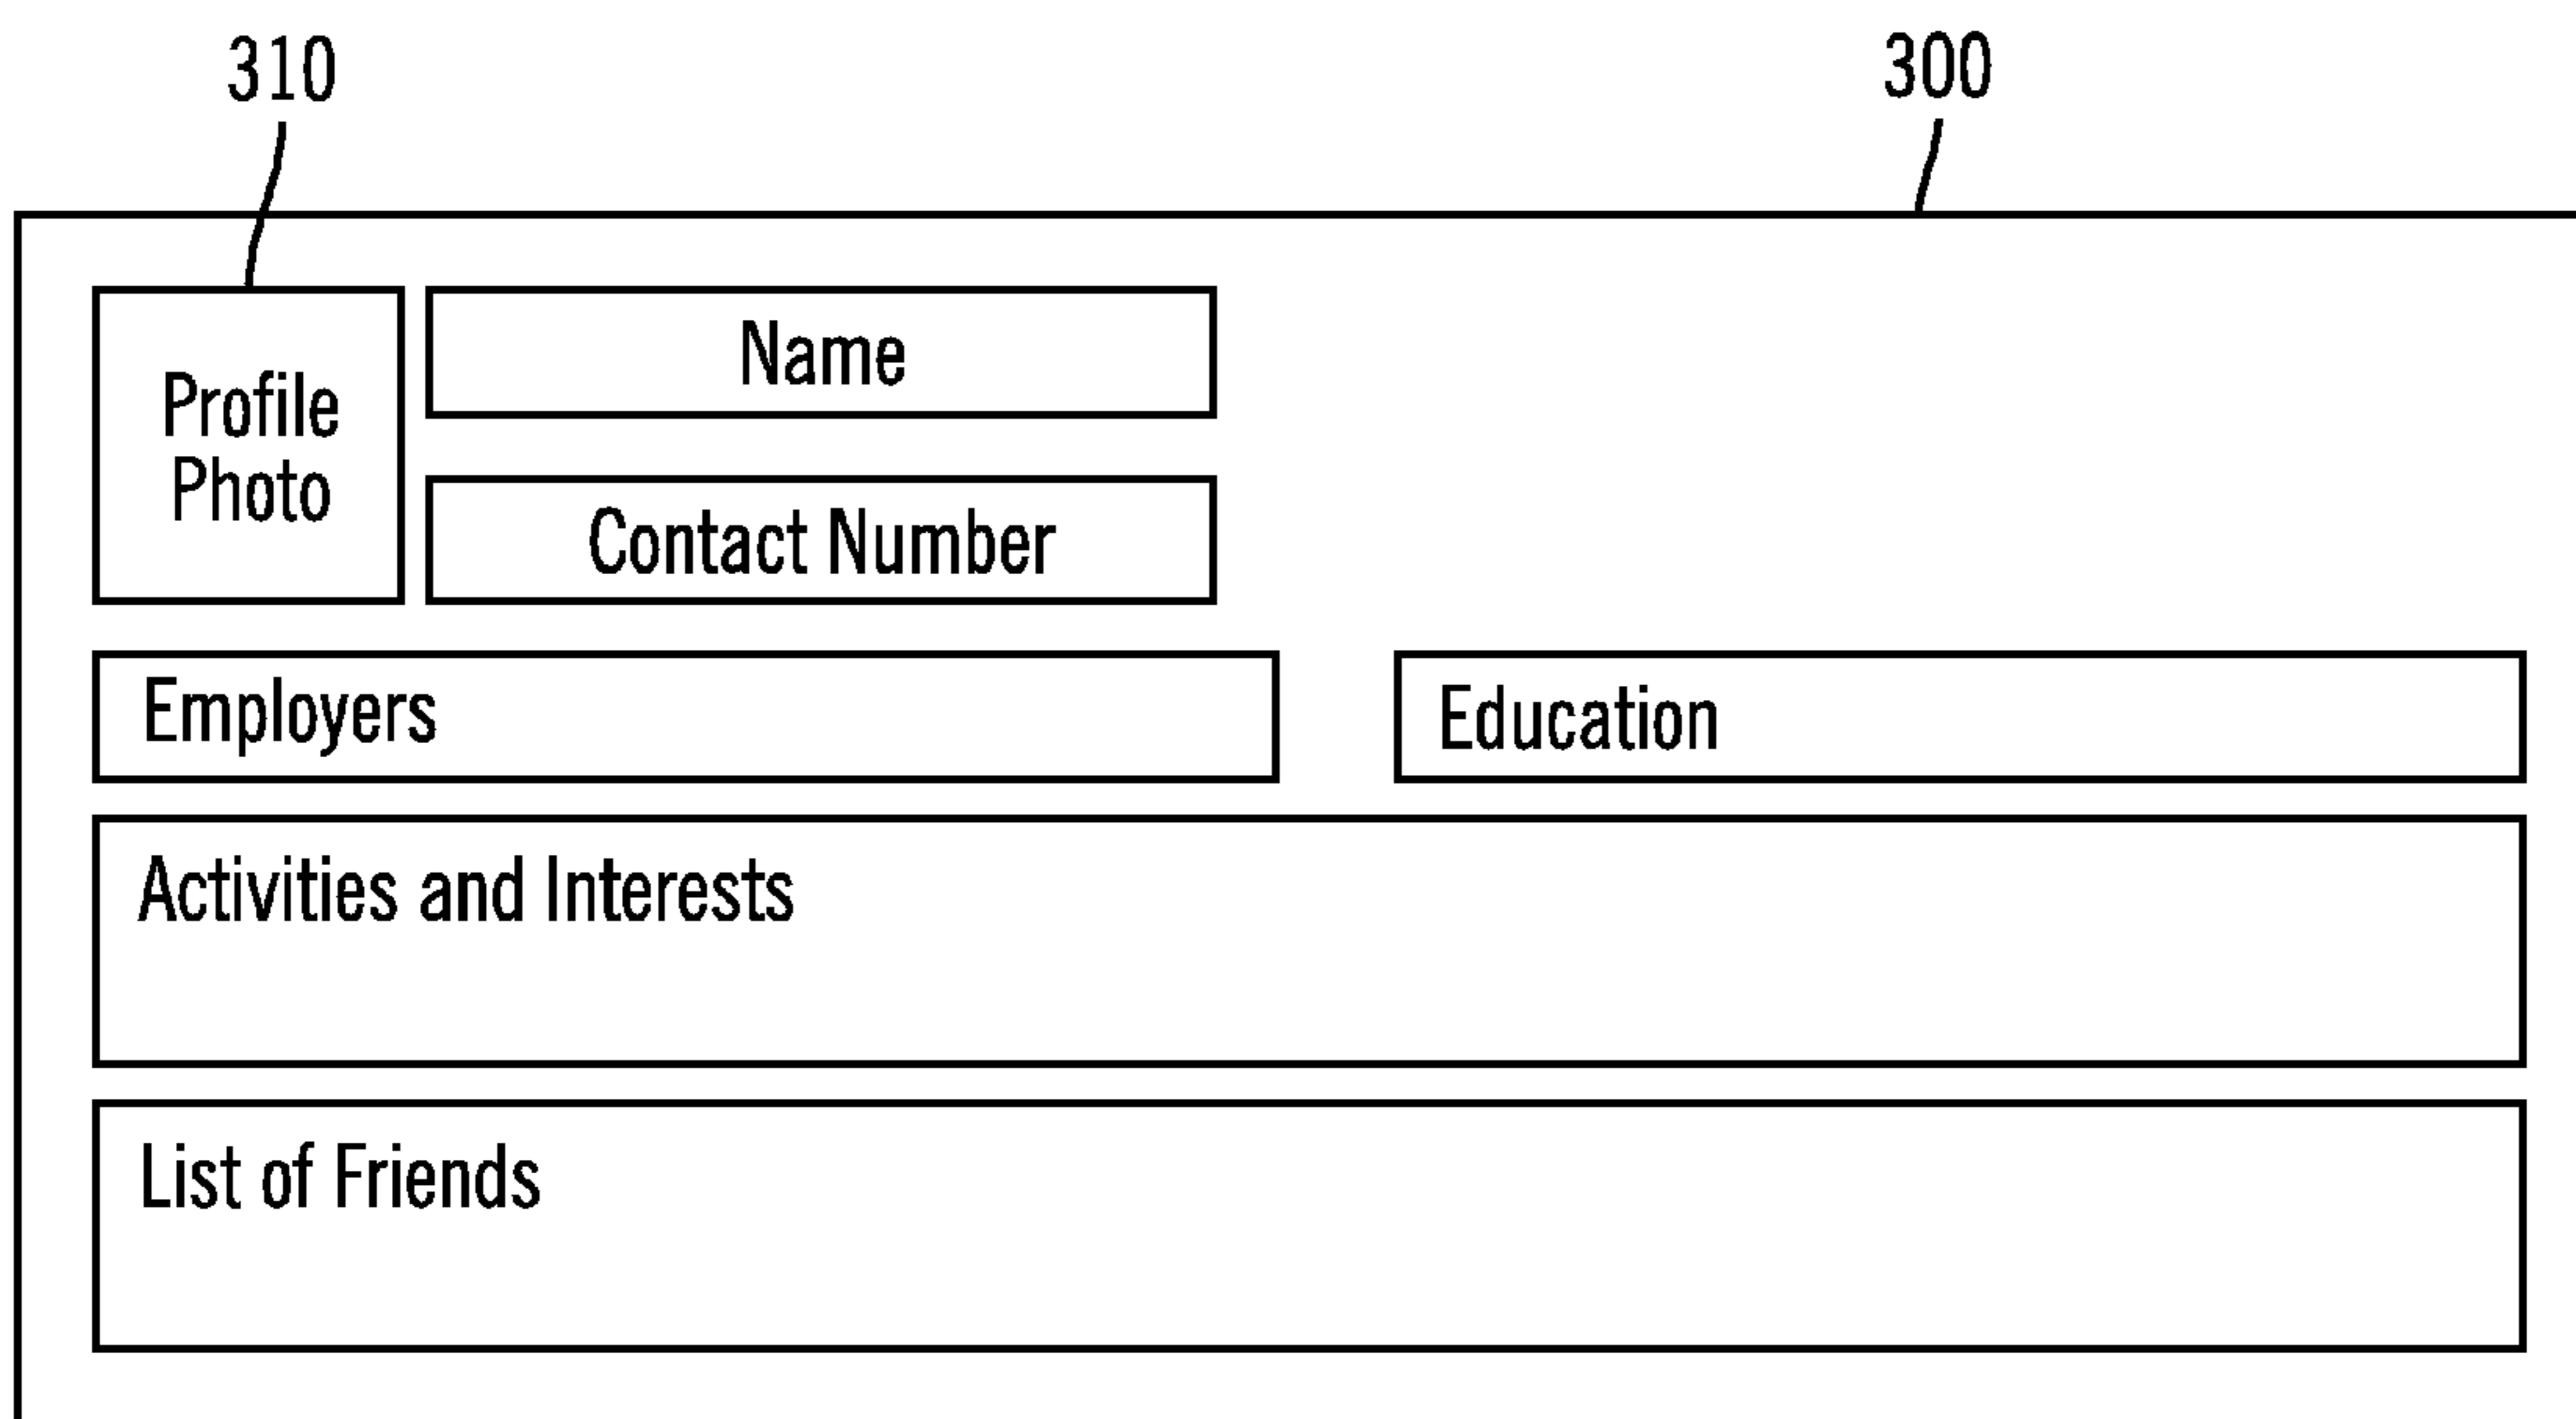 310
300
Profile
Photo
Name
Contact Number
Employers
Education
Activities and Interests
List of Friends